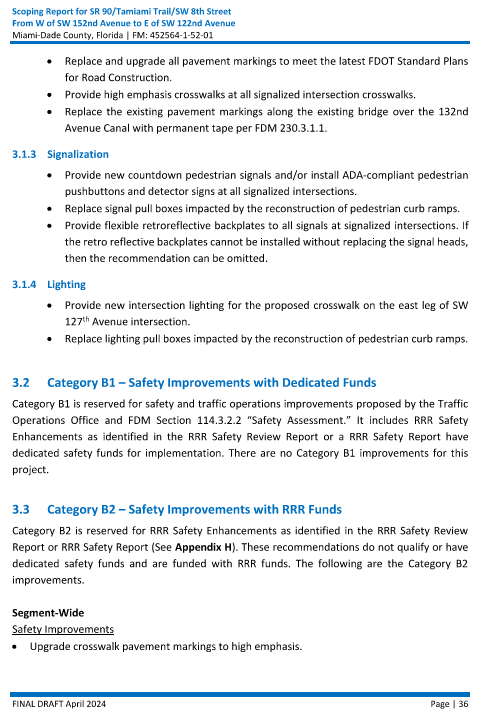 Scoping Report for SR 90/Tamiami Trail/SW 8th Street
From W of SW 152nd Avenue to E of SW 122nd Avenue
Miami-Dade County, Florida | FM: 452564-1-52-01
• Replace and upgrade all pavement markings to meet the latest FDOT Standard Plans
for Road Construction.
• Provide high emphasis crosswalks at all signalized intersection crosswalks.
• Replace the existing pavement markings along the existing bridge over the 132nd
Avenue Canal with permanent tape per FDM 230.3.1.1.
3.1.3 Signalization
• Provide new countdown pedestrian signals and/or install ADA-compliant pedestrian
pushbuttons and detector signs at all signalized intersections.
• Replace signal pull boxes impacted by the reconstruction of pedestrian curb ramps.
• Provide flexible retroreflective backplates to all signals at signalized intersections. If
the retro reflective backplates cannot be installed without replacing the signal heads,
then the recommendation can be omitted.
3.1.4 Lighting
• Provide new intersection lighting for the proposed crosswalk on the east leg of SW
127th Avenue intersection.
• Replace lighting pull boxes impacted by the reconstruction of pedestrian curb ramps.
3.2 Category B1 – Safety Improvements with Dedicated Funds
Category B1 is reserved for safety and traffic operations improvements proposed by the Traffic
Operations Office and FDM Section 114.3.2.2 “Safety Assessment.” It includes RRR Safety
Enhancements as identified in the RRR Safety Review Report or a RRR Safety Report have
dedicated safety funds for implementation. There are no Category B1 improvements for this
project.
3.3 Category B2 – Safety Improvements with RRR Funds
Category B2 is reserved for RRR Safety Enhancements as identified in the RRR Safety Review
Report or RRR Safety Report (See Appendix H). These recommendations do not qualify or have
dedicated safety funds and are funded with RRR funds. The following are the Category B2
improvements.
Segment-Wide
Safety Improvements
• Upgrade crosswalk pavement markings to high emphasis.
FINAL DRAFT April 2024 Page | 36